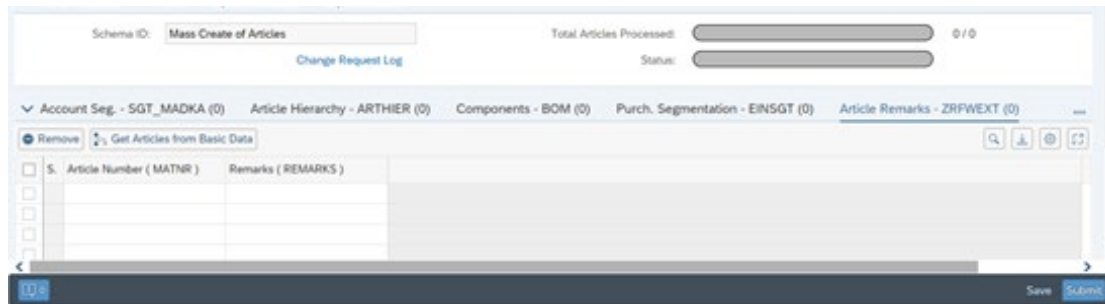 Schema ID: Mass Create of Articles Total Articles Processed: 0 / 0
Change Request Log Status:
Account Seg. - SGT_MADKA (0) Article Hierarchy - ARTHIER (0) Components - BOM (0) Purch. Segmentation - EINSGT (0) Article Remarks - ZRFWEXT (0) ...
Remove Get Articles from Basic Data
S. Article Number ( MATNR ) Remarks ( REMARKS )
Save Submit